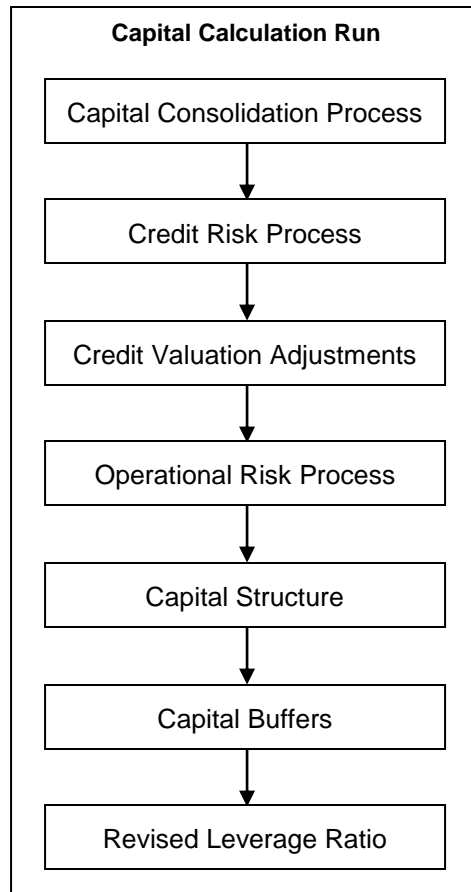 Capital Calculation Run
Capital Consolidation Process
Credit Risk Process
Credit Valuation Adjustments
Operational Risk Process
Capital Structure
Capital Buffers
Revised Leverage Ratio